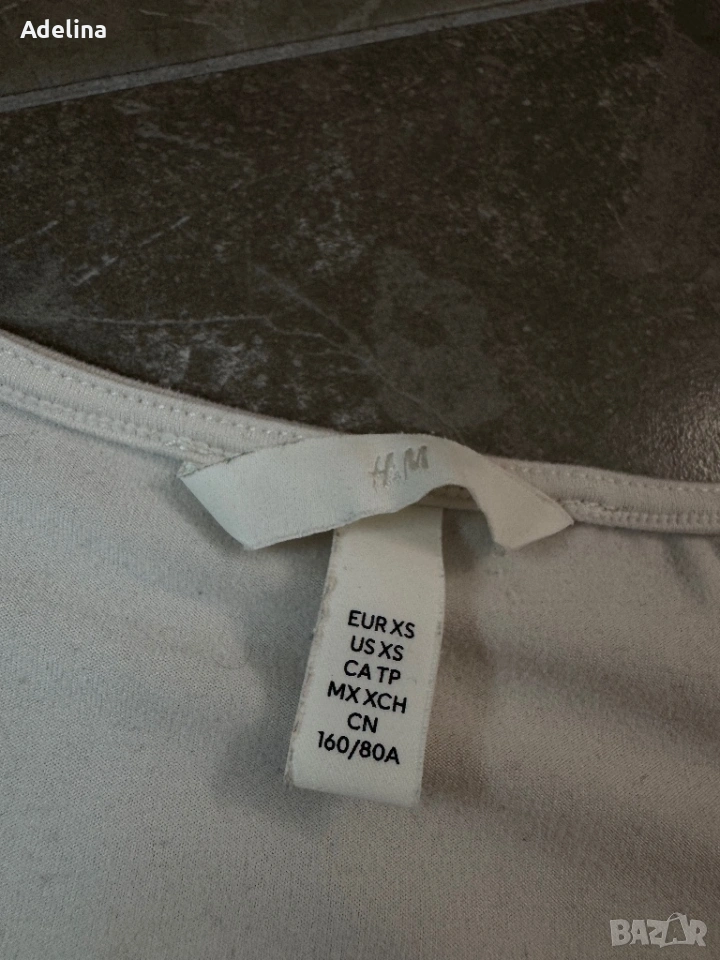 Adelina
H&M
EUR XS
US XS
CA TP
MX XCH
CN
160/80A
BAZAR